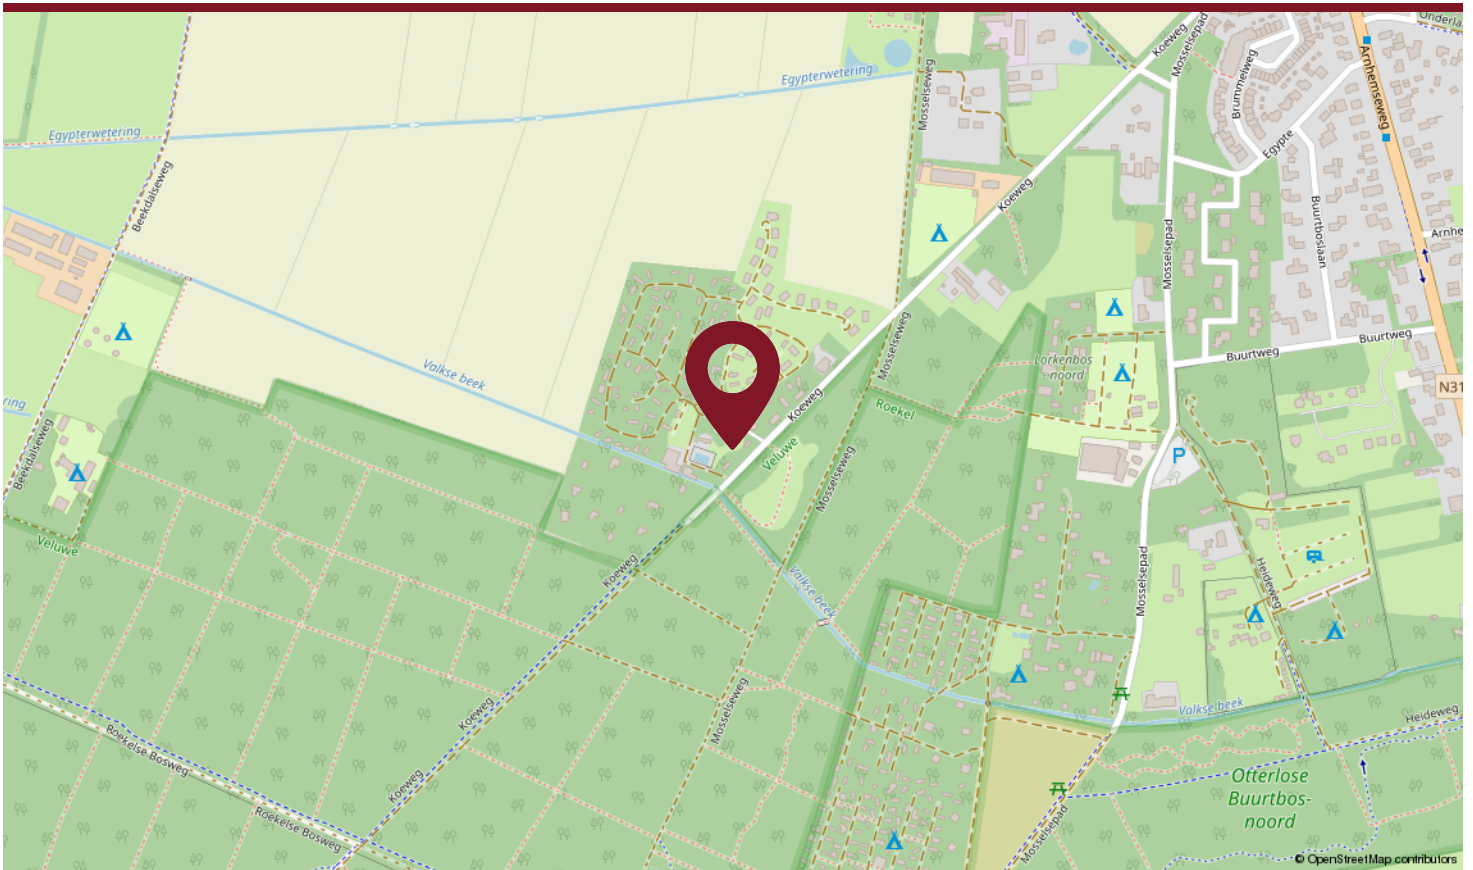 Onderla
Koeweg
Mosselsepad
Arnhemseweg
Brummelweg
Egypterwetering
Mosselseweg
Egypterwetering
Egypte
Beekdalseweg
Koeweg
Buurtboslaan
Arnhe
Mosselsepad
Mosselseweg
Buurtweg
Buurtweg
Lorkenbos
noord
Valkse beek
N31
ring
Koeweg
Roekel
Veluwe
Beekdalseweg
P
Mosselseweg
Veluwe
Koeweg
Valkse beek
Mosselsepad
Heideweg
Mosselseweg
Koeweg
Valkse beek
Heideweg
Roekelse Bosweg
Koeweg
Otterlose
Buurtbos-
noord
Roekelse Bosweg
Mosselsepad
© OpenStreetMap contributors